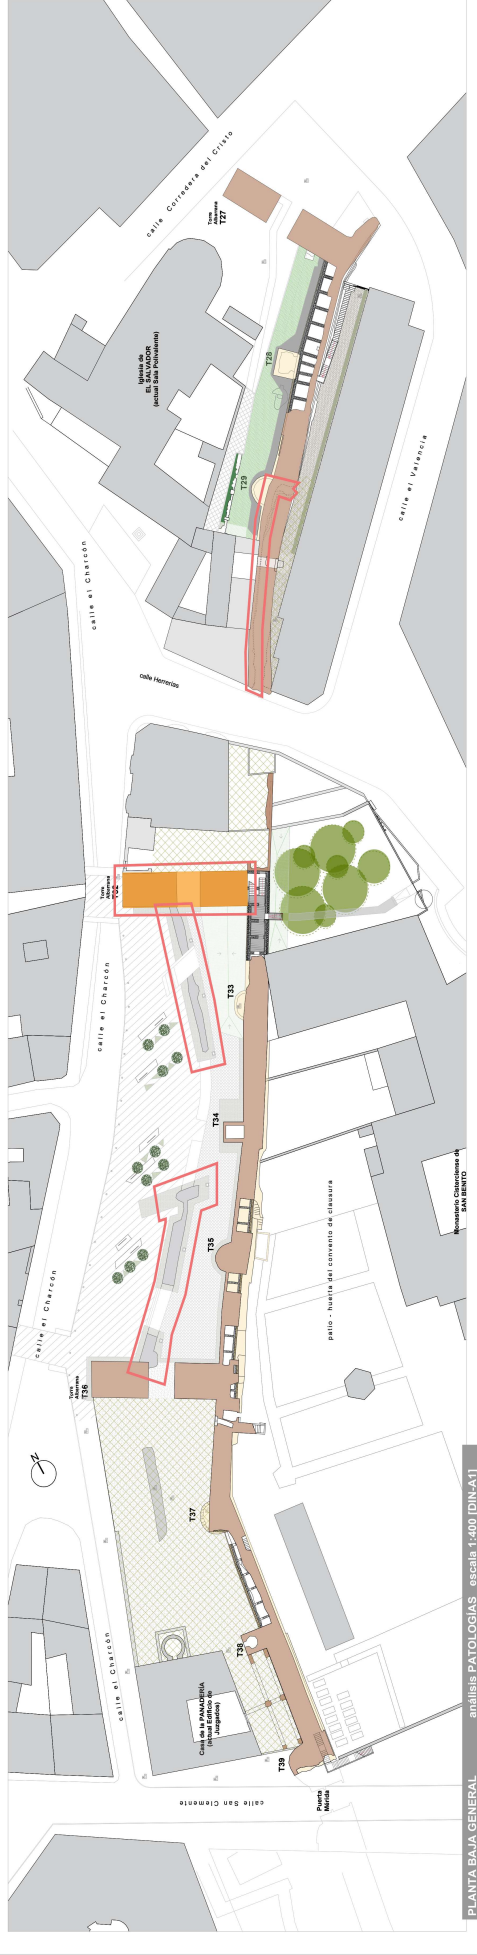 calle Corredera del Cristo
Torre
Albarrana
T27
Iglesia de
EL SALVADOR
(actual Sala Polivalente)
T28
T29
calle el Valencia
calle el Charcón
calle Herrerías
Torre
Albarrana
T32
calle el Charcón
T33
T34
Monasterio Cisterciense de
SAN BENITO
patio - huerta del convento de clausura
T35
calle el Charcón
Torre
Albarrana
T36
N
T37
T38
calle el Charcón
Casa de la PANADERÍA
(actual Edificio de
Juzgados)
T39
Puerta
Mérida
calle San Clemente
PLANTA BAJA GENERAL análisis PATOLOGÍAS escala 1:400 [DIN-A1]